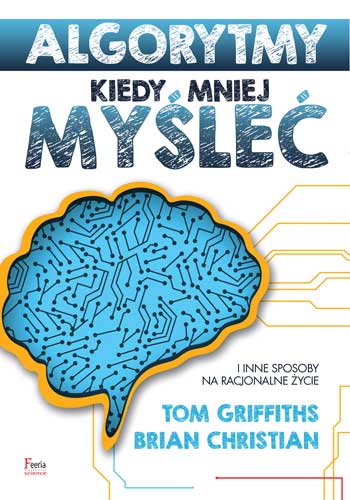 ALGORYTMY
KIEDY MNIEJ
MYŚLEĆ
I INNE SPOSOBY
NA RACJONALNE ŻYCIE
TOM GRIFFITHS
BRIAN CHRISTIAN
Feeria
science